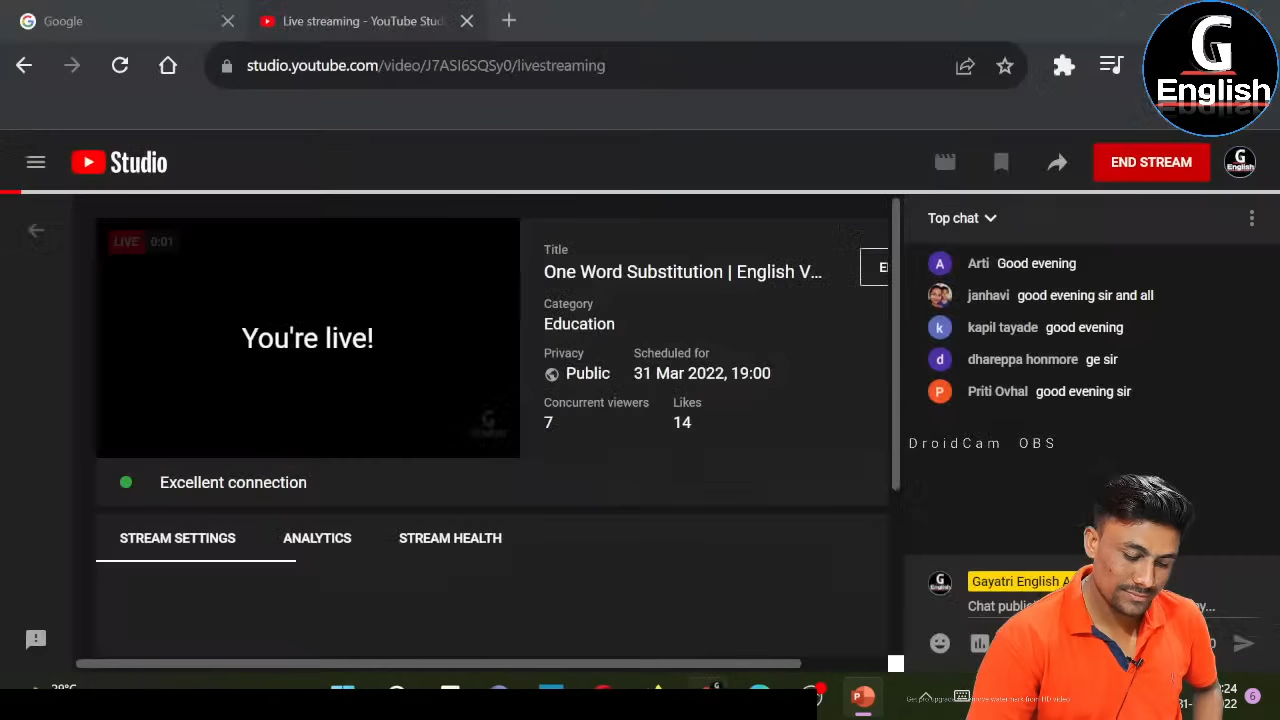 Google
Live streaming - YouTube Stud
studio.youtube.com/video/J7ASI6SQSy0/livestreaming
G
English
Studio
END STREAM
G
English
LIVE 0:01
You're live!
Title
One Word Substitution | English V...
Category
Education
Privacy
Public
Scheduled for
31 Mar 2022, 19:00
Concurrent viewers
7
Likes
14
Excellent connection
STREAM SETTINGS
ANALYTICS
STREAM HEALTH
Top chat
A Arti Good evening
janhavi good evening sir and all
k kapil tayade good evening
d dhareppa honmore ge sir
P Priti Ovhal good evening sir
DroidCam OBS
Gayatri English A
Chat publi